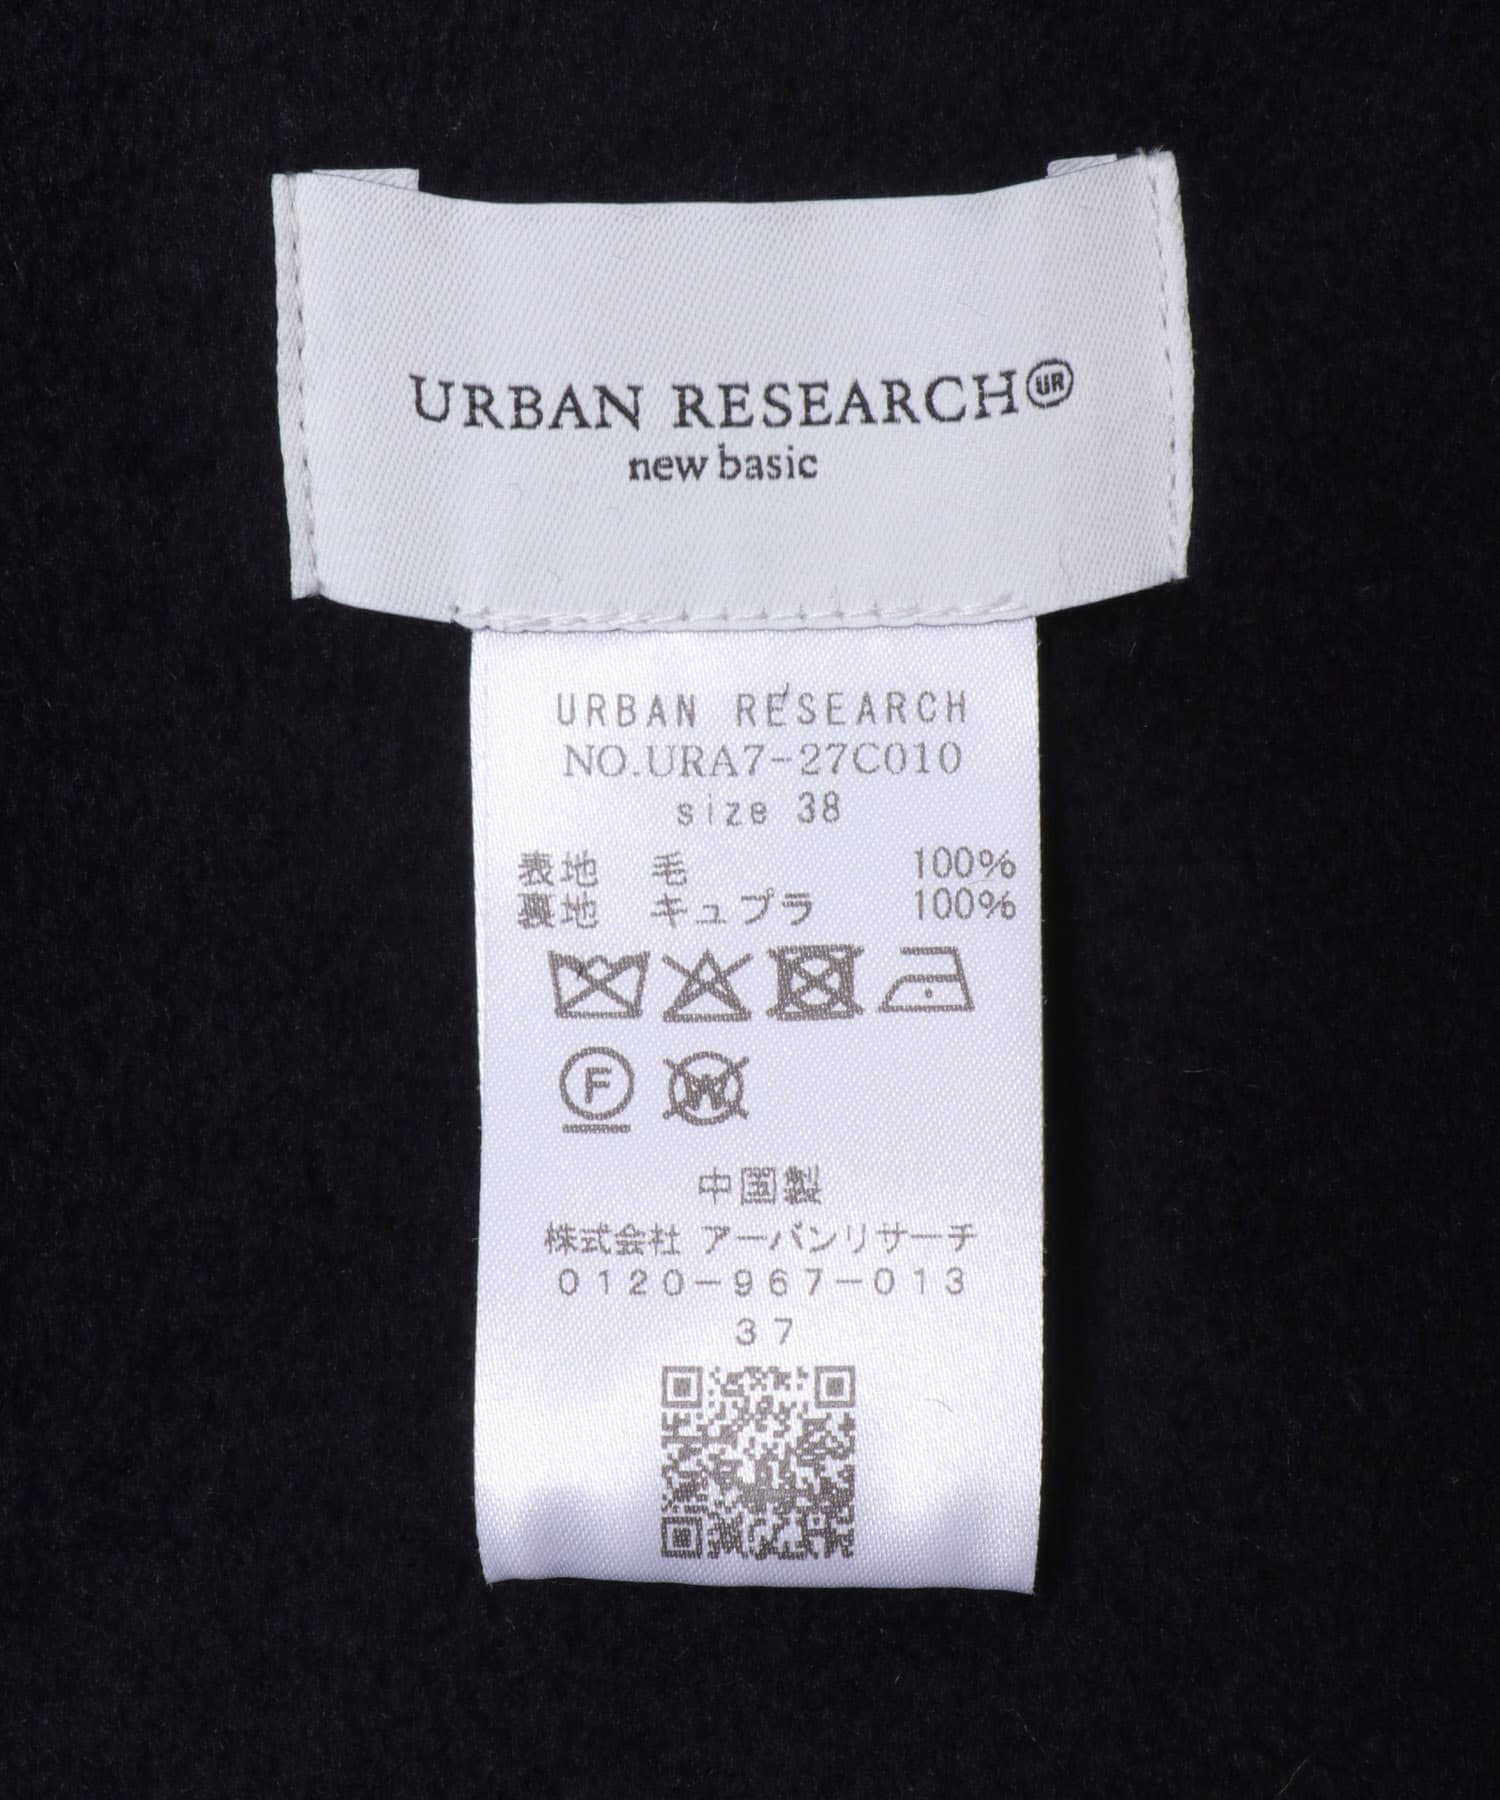 URBAN RESEARCH UR
new basic
URBAN RESEARCH
NO.URA7-27C010
size 38
表地 毛 100%
裏地 キュプラ 100%
F W
中国製
株式会社 アーバンリサーチ
0120-967-013
37